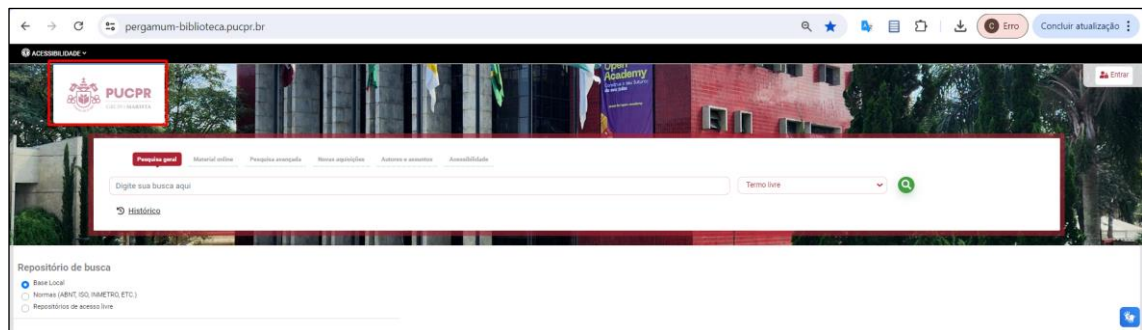 pergamum-biblioteca.pucpr.br
Erro
Concluir atualização
ACESSIBILIDADE
Open
Academy
PUCPR
GRUPO MARISTA
Entrar
Pesquisa geral
Material online
Pesquisa avançada
Novas aquisições
Autores e assuntos
Acessibilidade
Digite sua busca aqui
Termo livre
Histórico
Repositório de busca
Base Local
Normas (ABNT, ISO, INMETRO, ETC.)
Repositórios de acesso livre